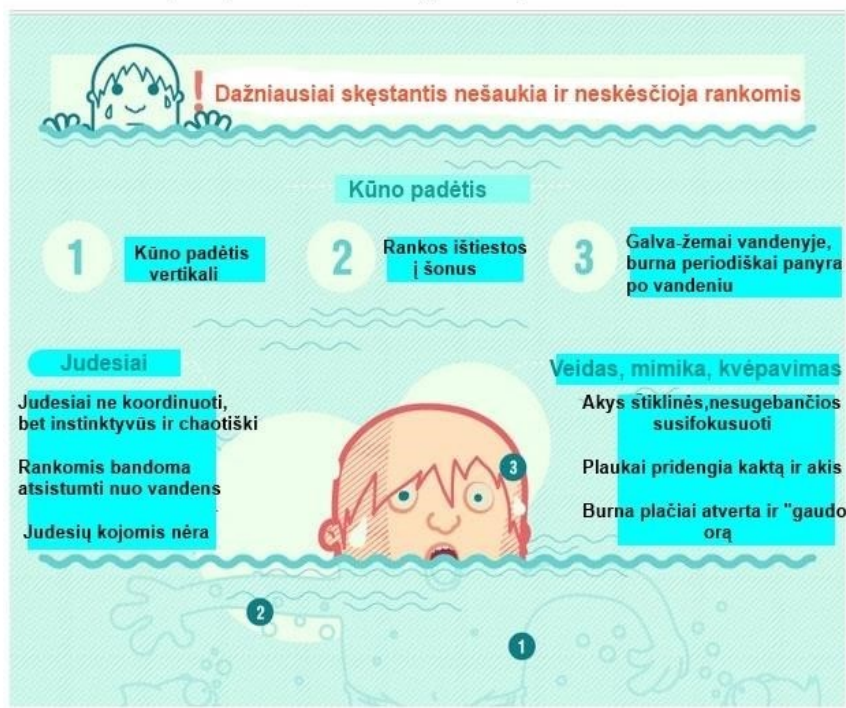 ! Dažniausiai skęstantis nešaukia ir neskėsčioja rankomis
Kūno padėtis
1
Kūno padėtis
vertikali
2
Rankos ištiestos
į šonus
3
Galva-žemai vandenyje,
burna periodiškai panyra
po vandeniu
Judesiai
Judesiai ne koordinuoti,
bet instinktyvūs ir chaotiški
Rankomis bandoma
atsistumti nuo vandens
Judesių kojomis nėra
Veidas, mimika, kvėpavimas
Akys stiklinės,nesugebančios
susifokusuoti
Plaukai pridengia kaktą ir akis
Burna plačiai atverta ir "gaudo
orą
3
2
1